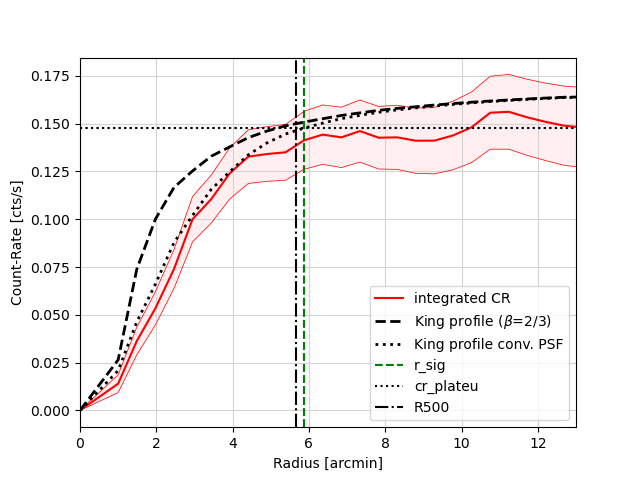 0.175
0.150
0.125
0.100
0.075
0.050
0.025
0.000
Count-Rate [cts/s]
integrated CR
King profile (β=2/3)
King profile conv. PSF
r_sig
cr_plateu
R500
0 2 4 6 8 10 12
Radius [arcmin]